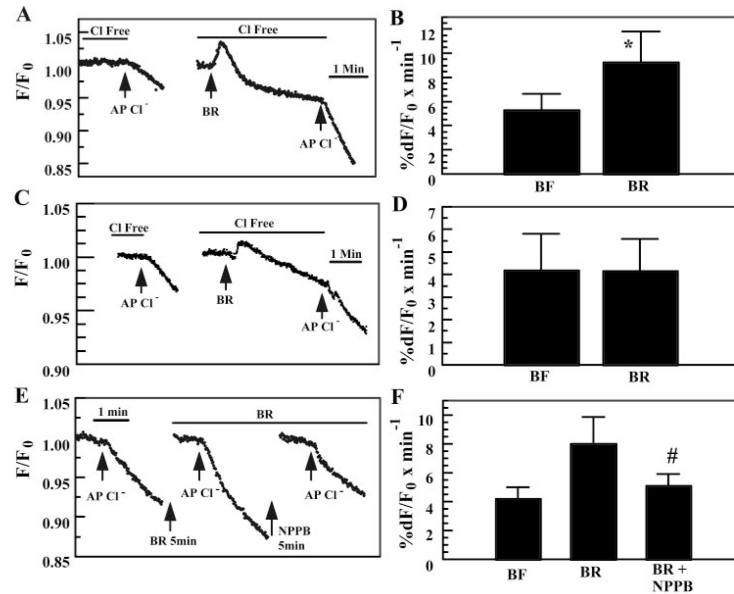 A
B
1.05
Cl Free
Cl Free
1 Min
1.00
0.95
0.90
0.85
F/F0
AP Cl-
BR
AP Cl-
12
10
8
6
4
2
0
%dF/F0 x min-1
*
BF
BR
C
D
1.05
Cl Free
Cl Free
1 Min
1.00
0.95
0.90
F/F0
AP Cl-
BR
AP Cl-
7
6
5
4
3
2
1
0
%dF/F0 x min-1
BF
BR
E
F
1 min
BR
1.00
0.95
0.90
0.85
F/F0
AP Cl-
AP Cl-
AP Cl-
BR 5min
NPPB
5min
10
8
6
4
2
0
%dF/F0 x min-1
#
BF
BR
BR +
NPPB